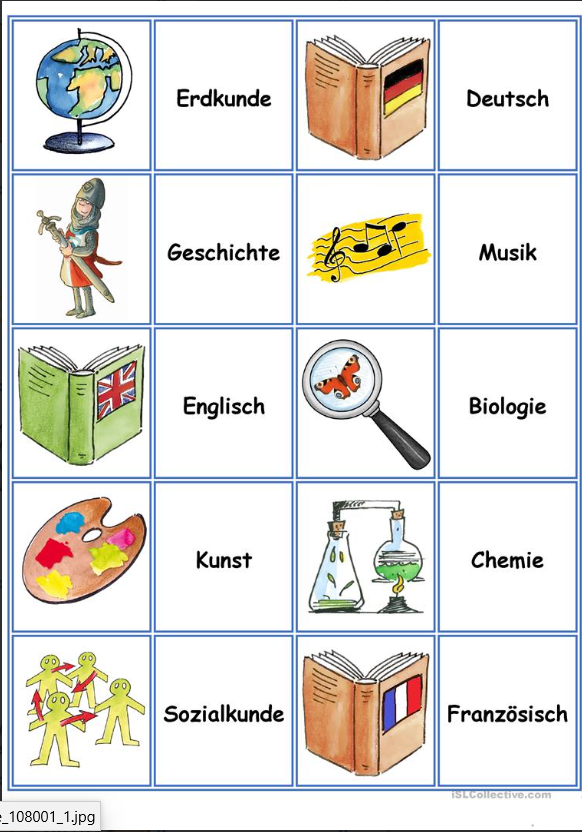 Erdkunde
Deutsch
Geschichte
Musik
Englisch
Biologie
Kunst
Chemie
Sozialkunde
Französisch
iSLCollective.com
e_108001_1.jpg